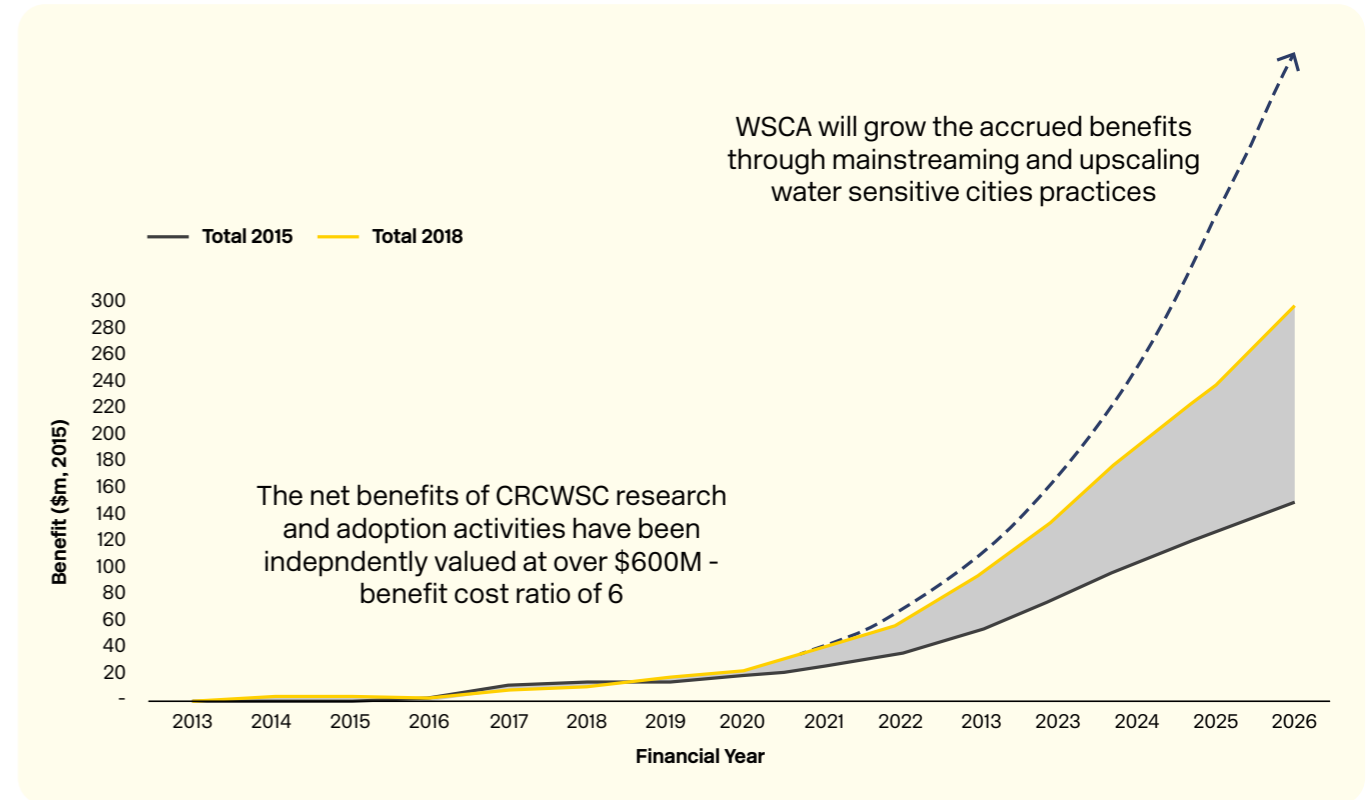 WSCA will grow the accrued benefits
through mainstreaming and upscaling
water sensitive cities practices
Total 2015 Total 2018
300
280
260
240
220
200
180
160
140
120
100
80
60
40
20
-
Benefit ($m, 2015)
The net benefits of CRCWSC research
and adoption activities have been
indepndently valued at over $600M -
benefit cost ratio of 6
2013 2014 2015 2016 2017 2018 2019 2020 2021 2022 2013 2023 2024 2025 2026
Financial Year